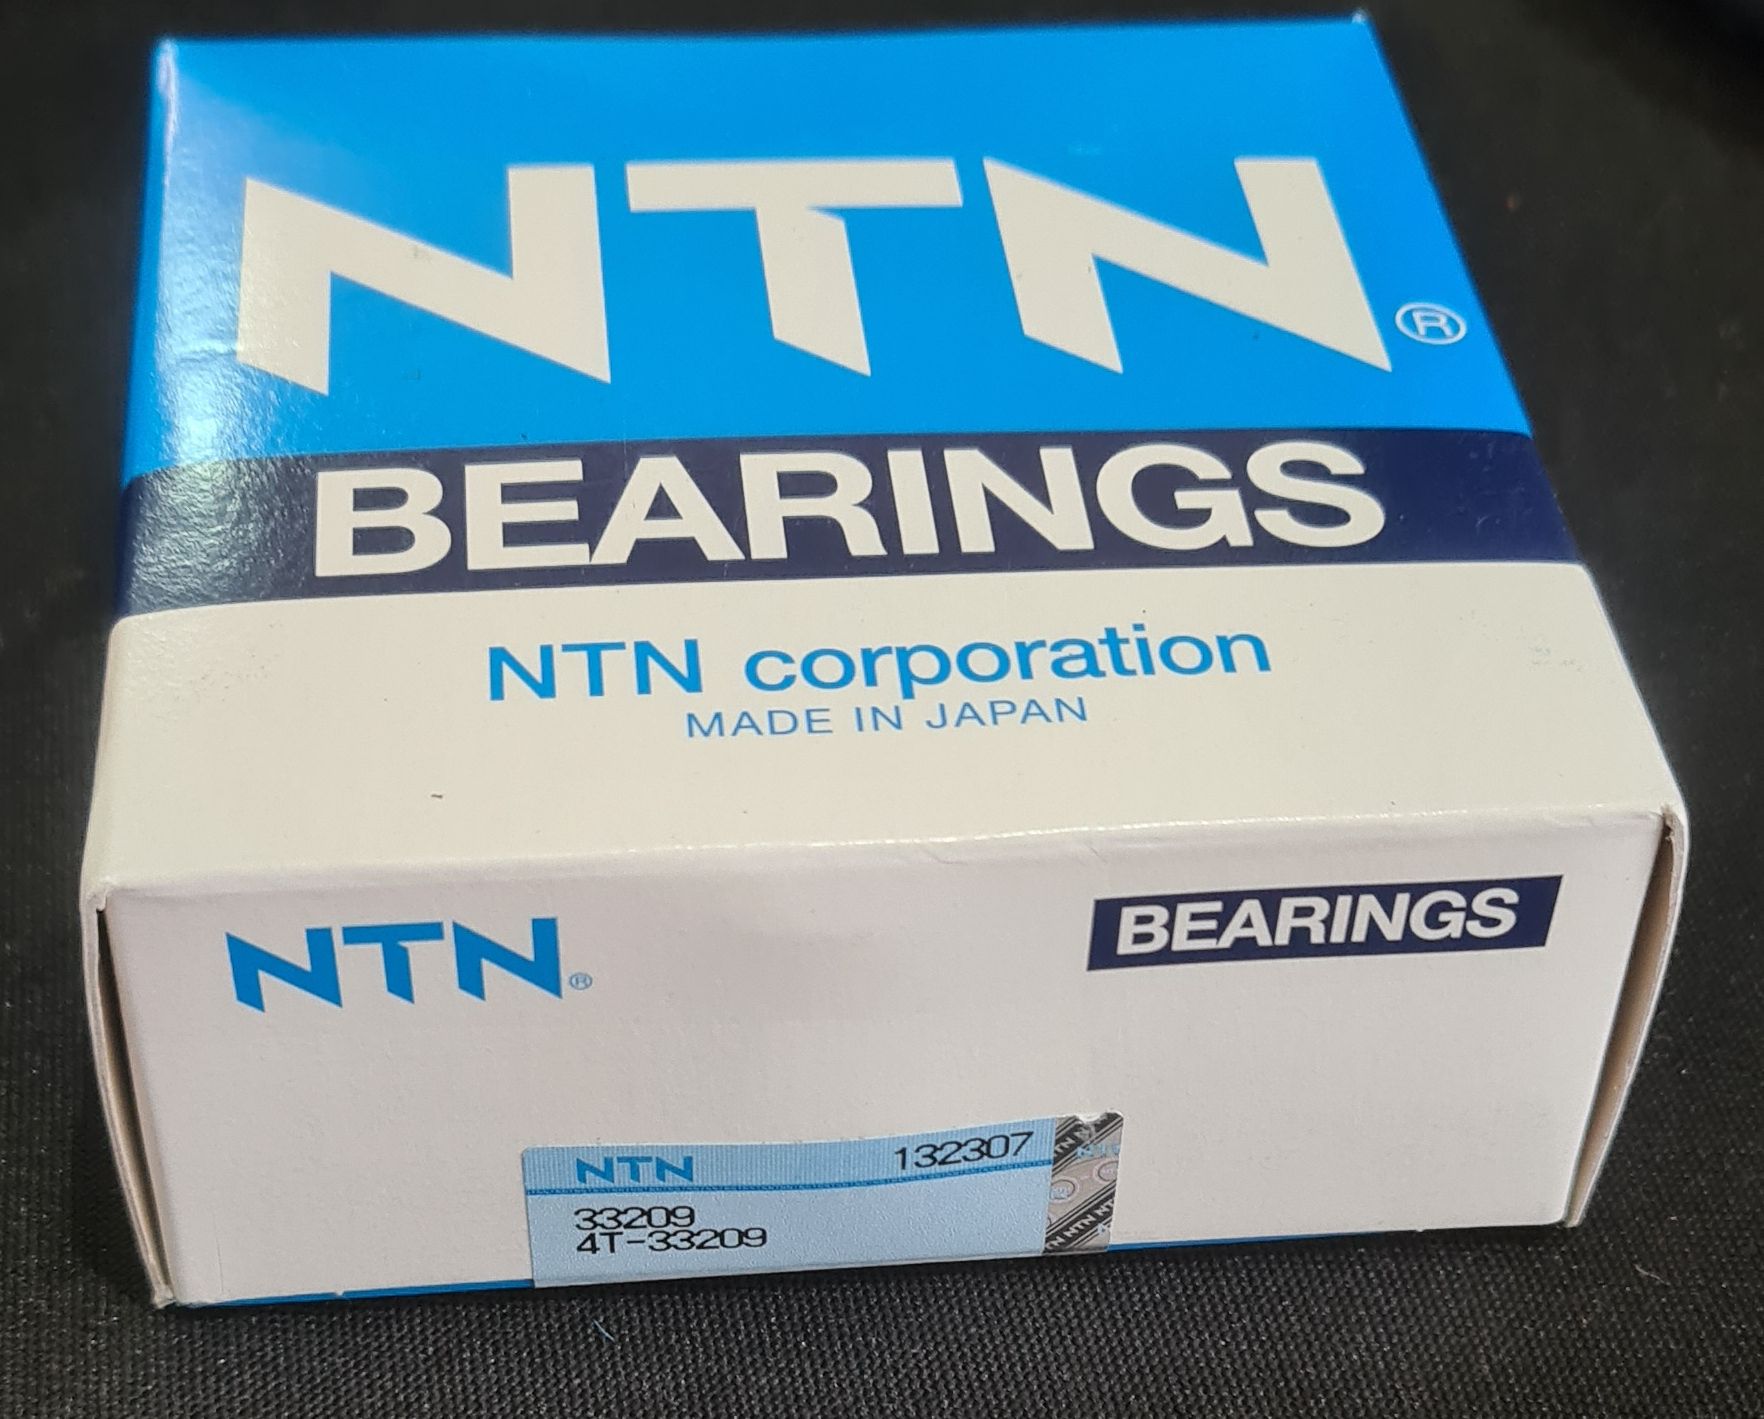 NTN®
BEARINGS
NTN corporation
MADE IN JAPAN
NTN®
BEARINGS
NTN 132307
33209
4T-33209